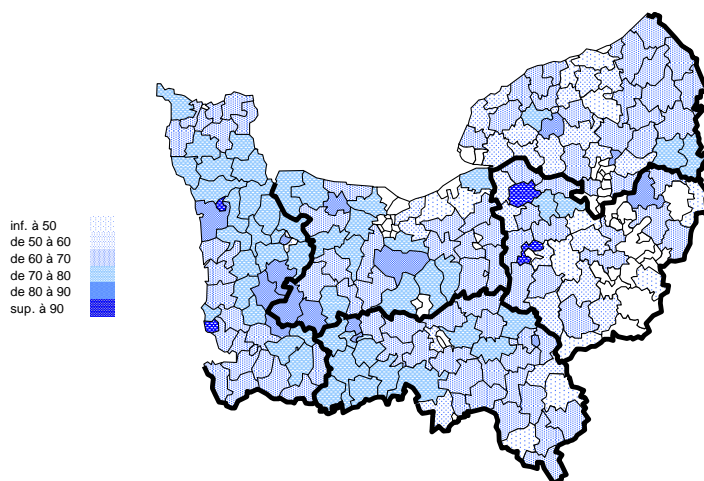 inf. à 50
de 50 à 60
de 60 à 70
de 70 à 80
de 80 à 90
sup. à 90